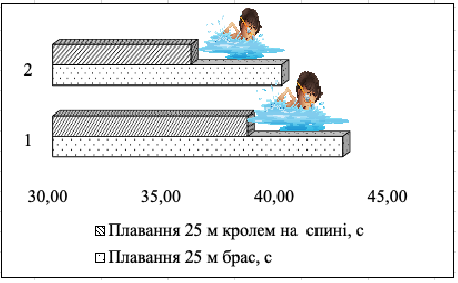 2
1
30,00 35,00 40,00 45,00
Плавання 25 м кролем на спині, с
Плавання 25 м брас, с